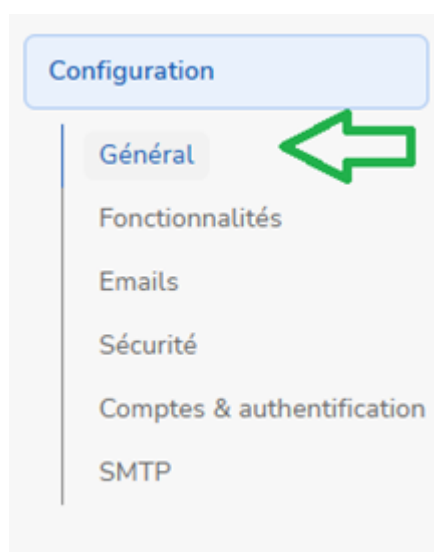 Configuration
Général
Fonctionnalités
Emails
Sécurité
Comptes & authentification
SMTP